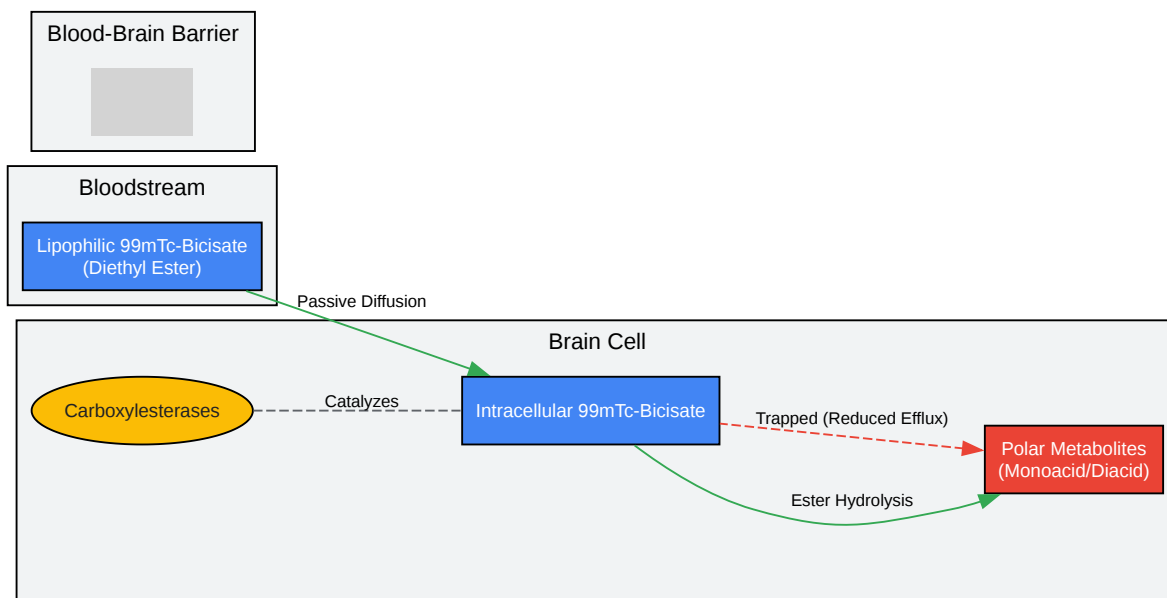 Blood-Brain Barrier
Bloodstream
Lipophilic 99mTc-Bicisate
(Diethyl Ester)
Passive Diffusion
Brain Cell
Carboxylesterases
Catalyzes
Intracellular 99mTc-Bicisate
Trapped (Reduced Efflux)
Polar Metabolites
(Monoacid/Diacid)
Ester Hydrolysis